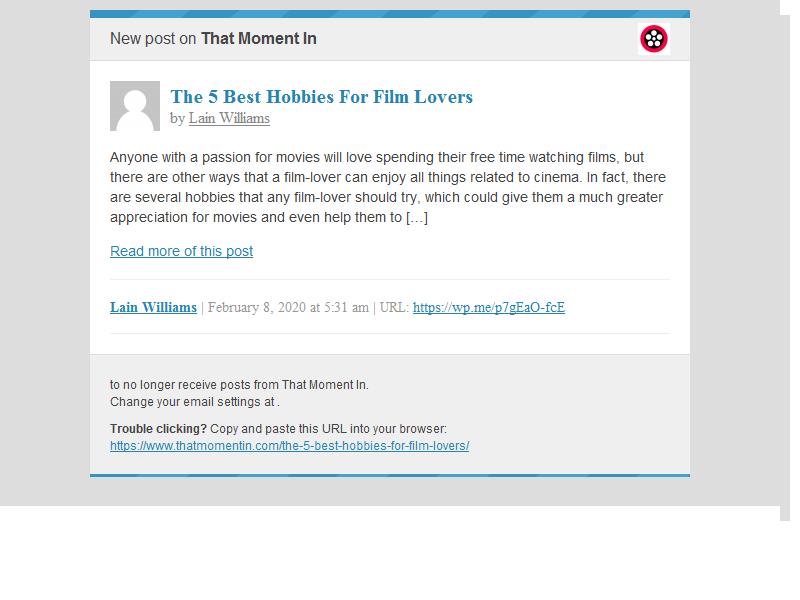 New post on That Moment In
The 5 Best Hobbies For Film Lovers
by Lain Williams
Anyone with a passion for movies will love spending their free time watching films, but
there are other ways that a film-lover can enjoy all things related to cinema. In fact, there
are several hobbies that any film-lover should try, which could give them a much greater
appreciation for movies and even help them to […]
Read more of this post
Lain Williams | February 8, 2020 at 5:31 am | URL: https://wp.me/p7gEaO-fcE
to no longer receive posts from That Moment In.
Change your email settings at .
Trouble clicking? Copy and paste this URL into your browser:
https://www.thatmomentin.com/the-5-best-hobbies-for-film-lovers/